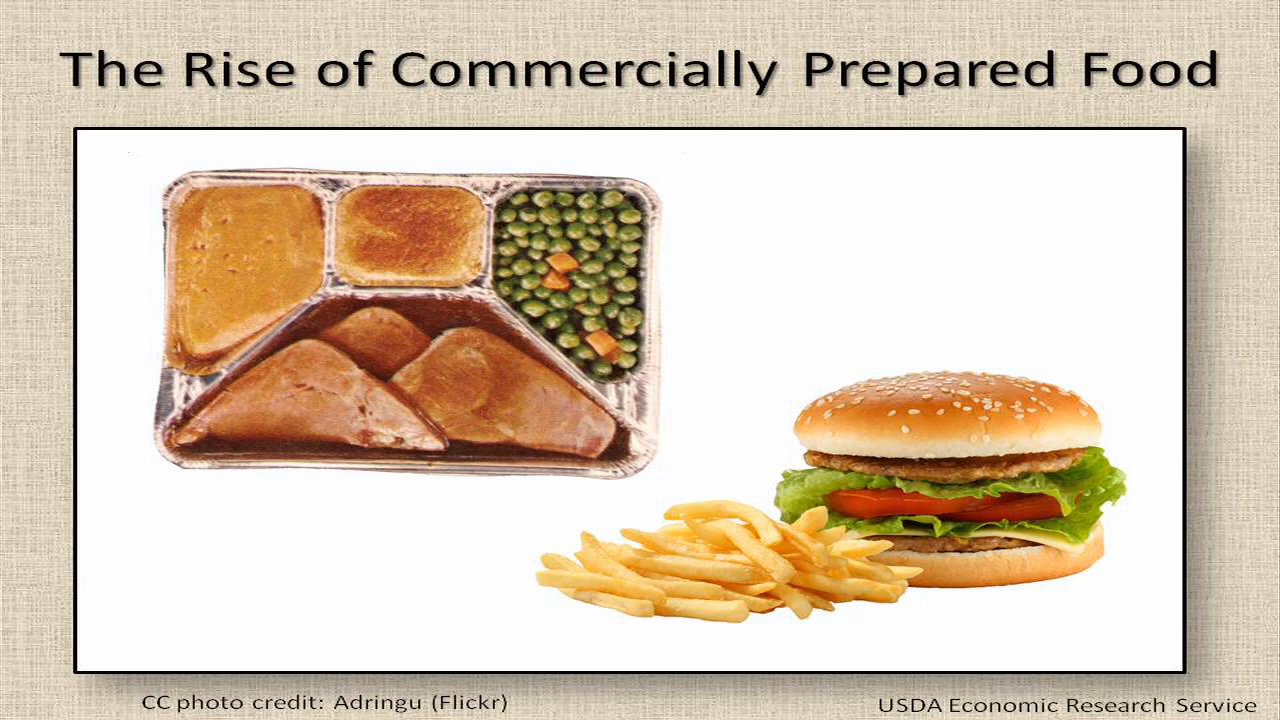 The Rise of Commercially Prepared Food
CC photo credit: Adringu (Flickr)
USDA Economic Research Service